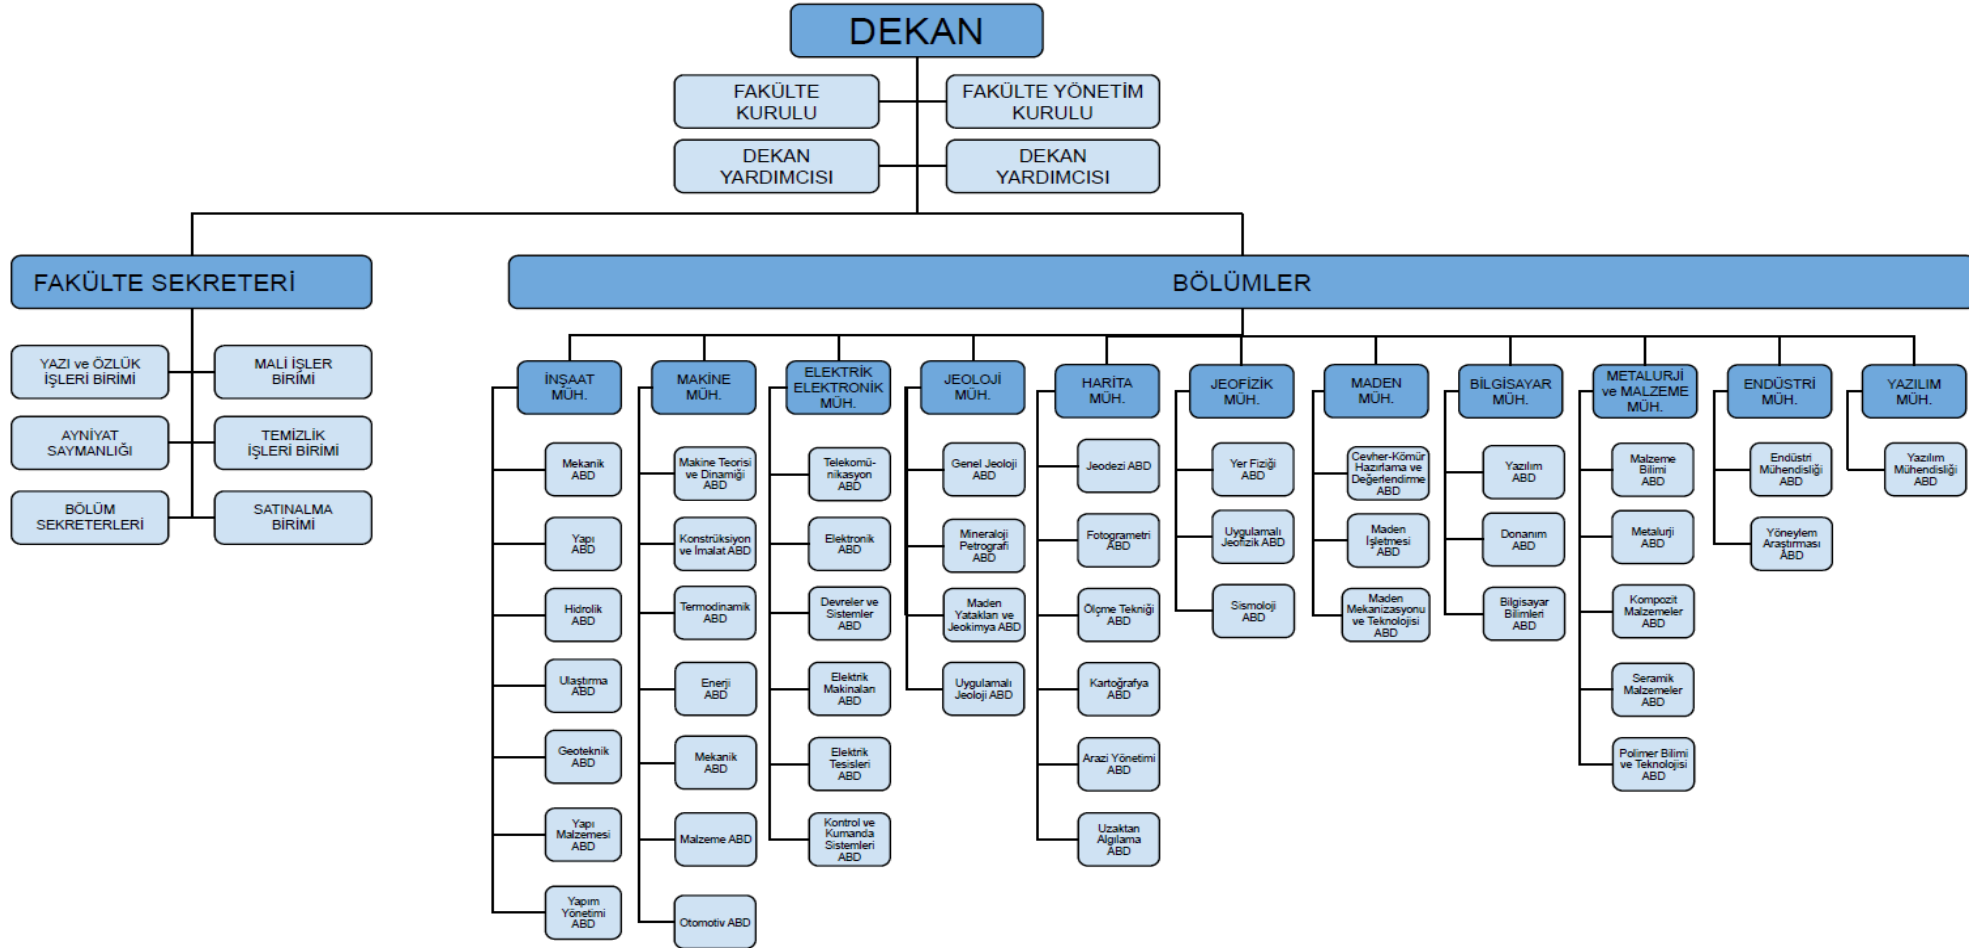 DEKAN
FAKÜLTE
KURULU
FAKÜLTE YÖNETİM
KURULU
DEKAN
YARDIMCISI
DEKAN
YARDIMCISI
FAKÜLTE SEKRETERİ
BÖLÜMLER
YAZI ve ÖZLÜK
İŞLERİ BİRİMİ
MALİ İŞLER
BİRİMİ
AYNİYAT
SAYMANLIĞI
TEMİZLİK
İŞLERİ BİRİMİ
BÖLÜM
SEKRETERLERİ
SATINALMA
BİRİMİ
İNŞAAT
MÜH.
Mekanik
ABD
Yapı
ABD
Hidrolik
ABD
Ulaştırma
ABD
Geoteknik
ABD
Yapı
Malzemesi
ABD
Yapım
Yönetimi
ABD
MAKİNE
MÜH.
Makine Teorisi
ve Dinamiği
ABD
Konstrüksiyon
ve İmalat ABD
Termodinamik
ABD
Enerji
ABD
Mekanik
ABD
Malzeme ABD
Otomotiv ABD
ELEKTRİK
ELEKTRONİK
MÜH.
Telekomü-
nikasyon
ABD
Elektronik
ABD
Devreler ve
Sistemler
ABD
Elektrik
Makinaları
ABD
Elektrik
Tesisleri
ABD
Kontrol ve
Kumanda
Sistemleri
ABD
JEOLOJİ
MÜH.
Genel Jeoloji
ABD
Mineraloji
Petrografi
ABD
Maden
Yatakları ve
Jeokimya ABD
Uygulamalı
Jeoloji ABD
HARİTA
MÜH.
Jeodezi ABD
Fotogrametri
ABD
Ölçme Tekniği
ABD
Kartoğrafya
ABD
Arazi Yönetimi
ABD
Uzaktan
Algılama
ABD
JEOFİZİK
MÜH.
Yer Fiziği
ABD
Uygulamalı
Jeofizik ABD
Sismoloji
ABD
MADEN
MÜH.
Cevher-Kömür
Hazırlama ve
Değerlendirme
ABD
Maden
İşletmesi
ABD
Maden
Mekanizasyonu
ve Teknolojisi
ABD
BİLGİSAYAR
MÜH.
Yazılım
ABD
Donanım
ABD
Bilgisayar
Bilimleri
ABD
METALURJİ
ve MALZEME
MÜH.
Malzeme
Bilimi
ABD
Metalurji
ABD
Kompozit
Malzemeler
ABD
Seramik
Malzemeler
ABD
Polimer Bilimi
ve Teknolojisi
ABD
ENDÜSTRİ
MÜH.
Endüstri
Mühendisliği
ABD
Yöneylem
Araştırması
ABD
YAZILIM
MÜH.
Yazılım
Mühendisliği
ABD